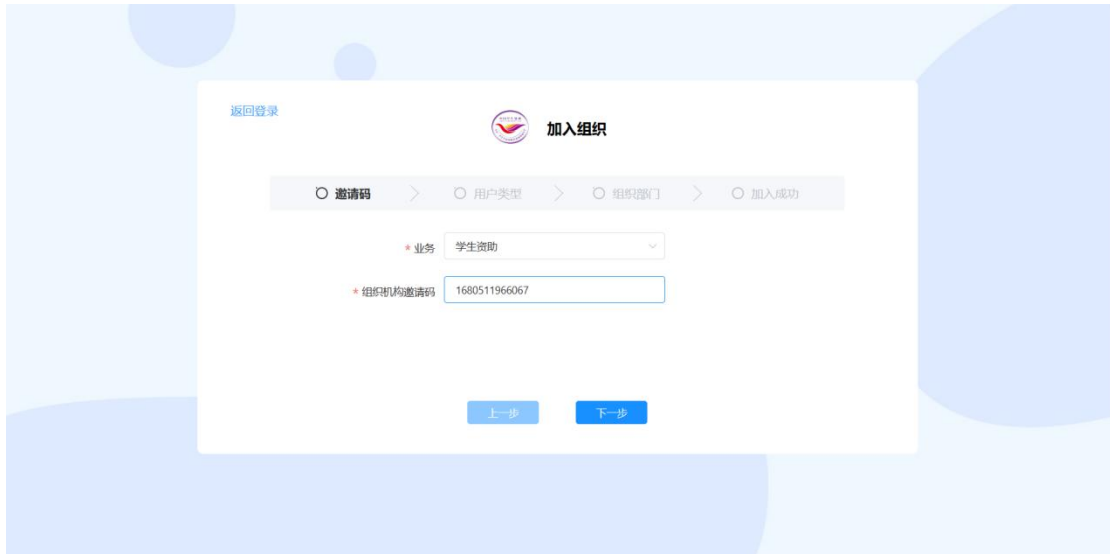 返回登录
加入组织
邀请码 用户类型 组织部门 加入成功
* 业务 学生资助
* 组织机构邀请码 1680511966067
上一步 下一步